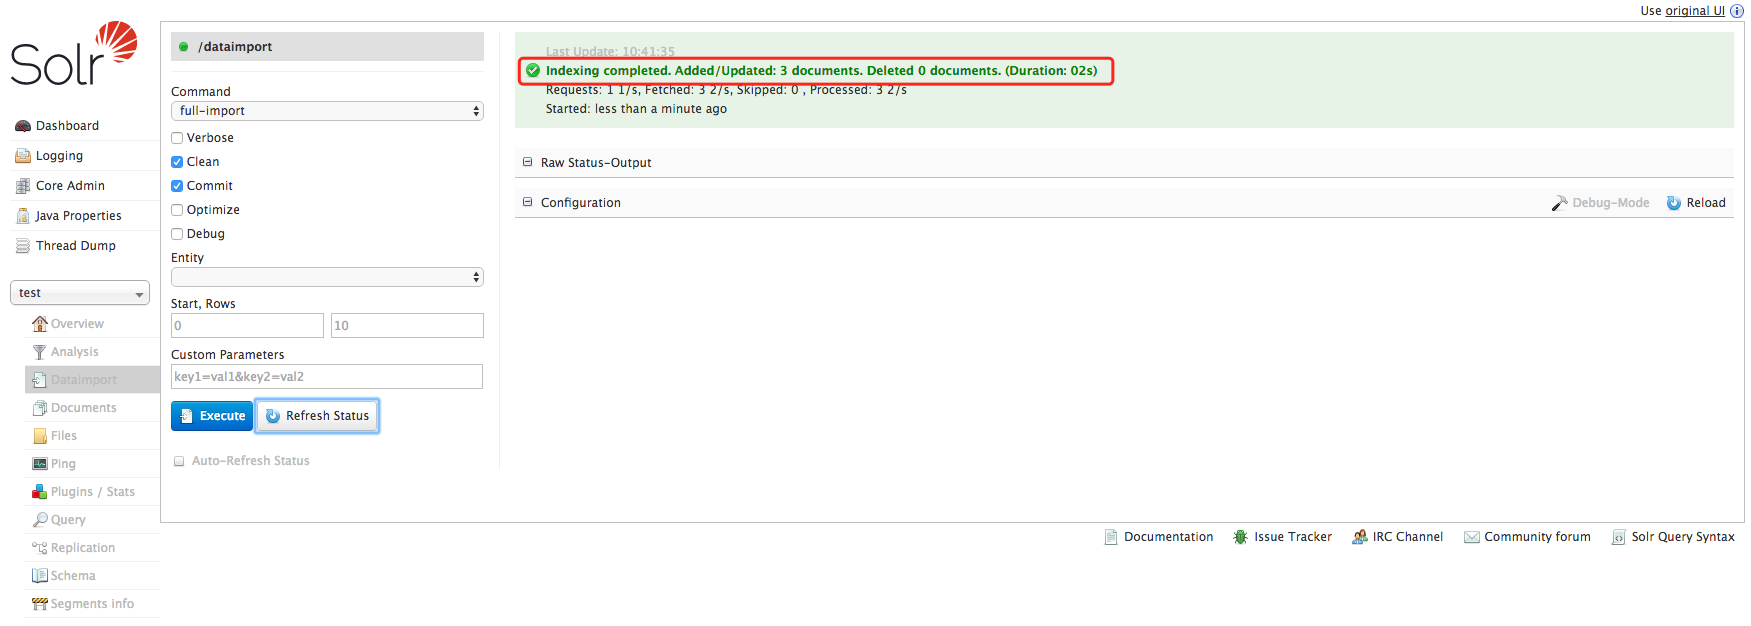 Use original UI
Solr
Dashboard
Logging
Core Admin
Java Properties
Thread Dump
test
Overview
Analysis
Dataimport
Documents
Files
Ping
Plugins / Stats
Query
Replication
Schema
Segments info
/dataimport
Command
full-import
Verbose
Clean
Commit
Optimize
Debug
Entity
Start, Rows
0 10
Custom Parameters
key1=val1&key2=val2
Execute Refresh Status
Auto-Refresh Status
Last Update: 10:41:35
Indexing completed. Added/Updated: 3 documents. Deleted 0 documents. (Duration: 02s)
Requests: 1 1/s, Fetched: 3 2/s, Skipped: 0 , Processed: 3 2/s
Started: less than a minute ago
Raw Status-Output
Configuration Debug-Mode Reload
Documentation Issue Tracker IRC Channel Community forum Solr Query Syntax